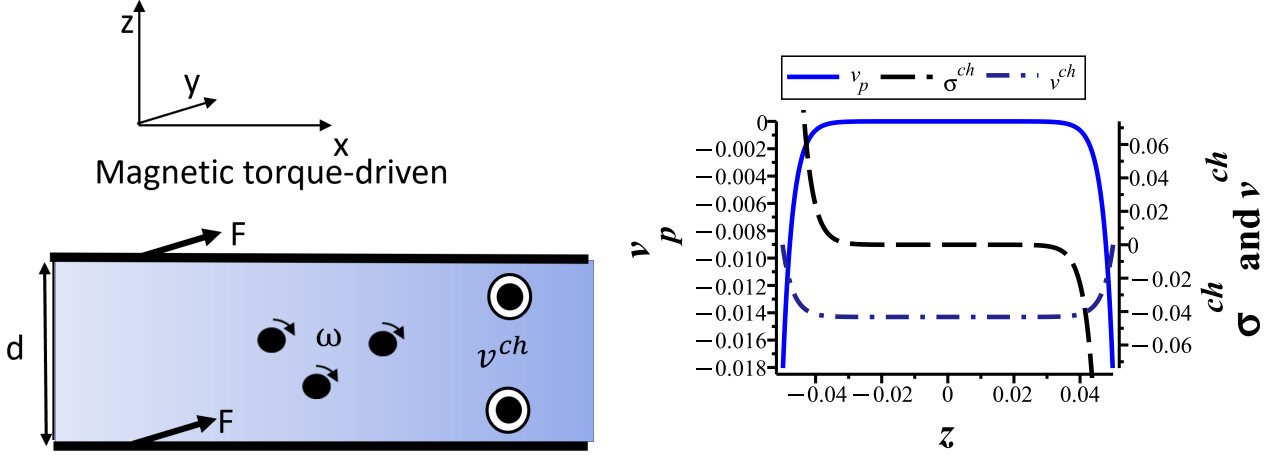 z
y
x
Magnetic torque-driven
F
d
ω
v^ch
F
v_p σ^ch v^ch
0
−0.002
−0.004
−0.006
−0.008
−0.010
−0.012
−0.014
−0.016
−0.018
v_p
0.06
0.04
0.02
0
−0.02
−0.04
−0.06
σ^ch and v^ch
−0.04 −0.02 0 0.02 0.04
z